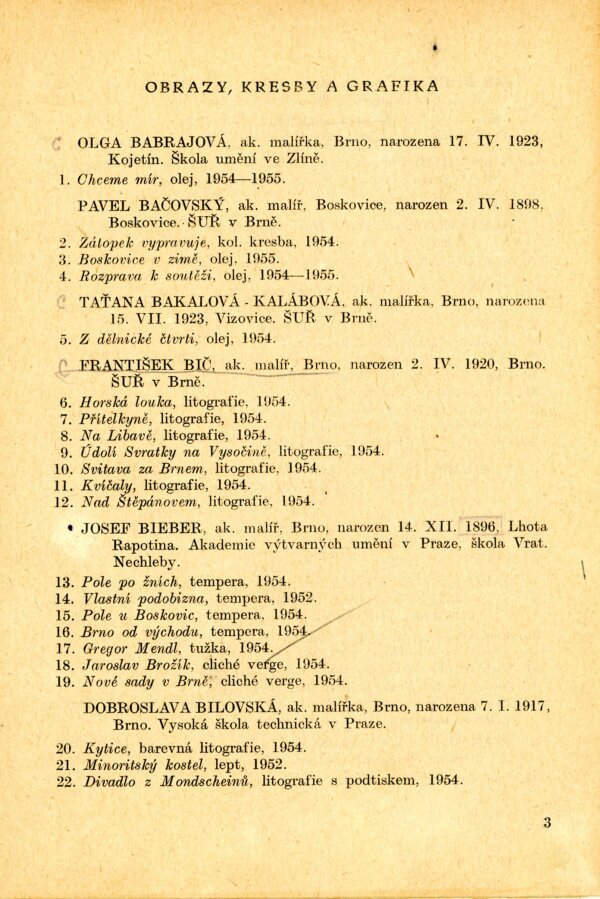 OBRAZY, KRESBY A GRAFIKA
OLGA BABRAJOVÁ, ak. malířka, Brno, narozena 17. IV. 1923,
Kojetín. Škola umění ve Zlíně.
1. Chceme mír, olej, 1954—1955.
PAVEL BAČOVSKÝ, ak. malíř, Boskovice, narozen 2. IV. 1898,
Boskovice. ŠUŘ v Brně.
2. Zátopek vypravuje, kol. kresba, 1954.
3. Boskovice v zimě, olej, 1955.
4. Rozprava k soutěži, olej, 1954—1955.
TAŤANA BAKALOVÁ - KALÁBOVÁ, ak. malířka, Brno, narozena
15. VII. 1923, Vizovice. ŠUŘ v Brně.
5. Z dělnické čtvrti, olej, 1954.
FRANTIŠEK BIČ, ak. malíř, Brno, narozen 2. IV. 1920, Brno.
ŠUŘ v Brně.
6. Horská louka, litografie, 1954.
7. Přítelkyně, litografie, 1954.
8. Na Libavě, litografie, 1954.
9. Údolí Svratky na Vysočině, litografie, 1954.
10. Svitava za Brnem, litografie, 1954.
11. Kvíčaly, litografie, 1954.
12. Nad Štěpánovem, litografie, 1954.
JOSEF BIEBER, ak. malíř, Brno, narozen 14. XII. 1896, Lhota
Rapotina. Akademie výtvarných umění v Praze, škola Vrat.
Nechleby.
13. Pole po žních, tempera, 1954.
14. Vlastní podobizna, tempera, 1952.
15. Pole u Boskovic, tempera, 1954.
16. Brno od východu, tempera, 1954.
17. Gregor Mendl, tužka, 1954.
18. Jaroslav Brožík, cliché verge, 1954.
19. Nové sady v Brně, cliché verge, 1954.
DOBROSLAVA BILOVSKÁ, ak. malířka, Brno, narozena 7. I. 1917,
Brno. Vysoká škola technická v Praze.
20. Kytice, barevná litografie, 1954.
21. Minoritský kostel, lept, 1952.
22. Divadlo z Mondscheinů, litografie s podtiskem, 1954.
3